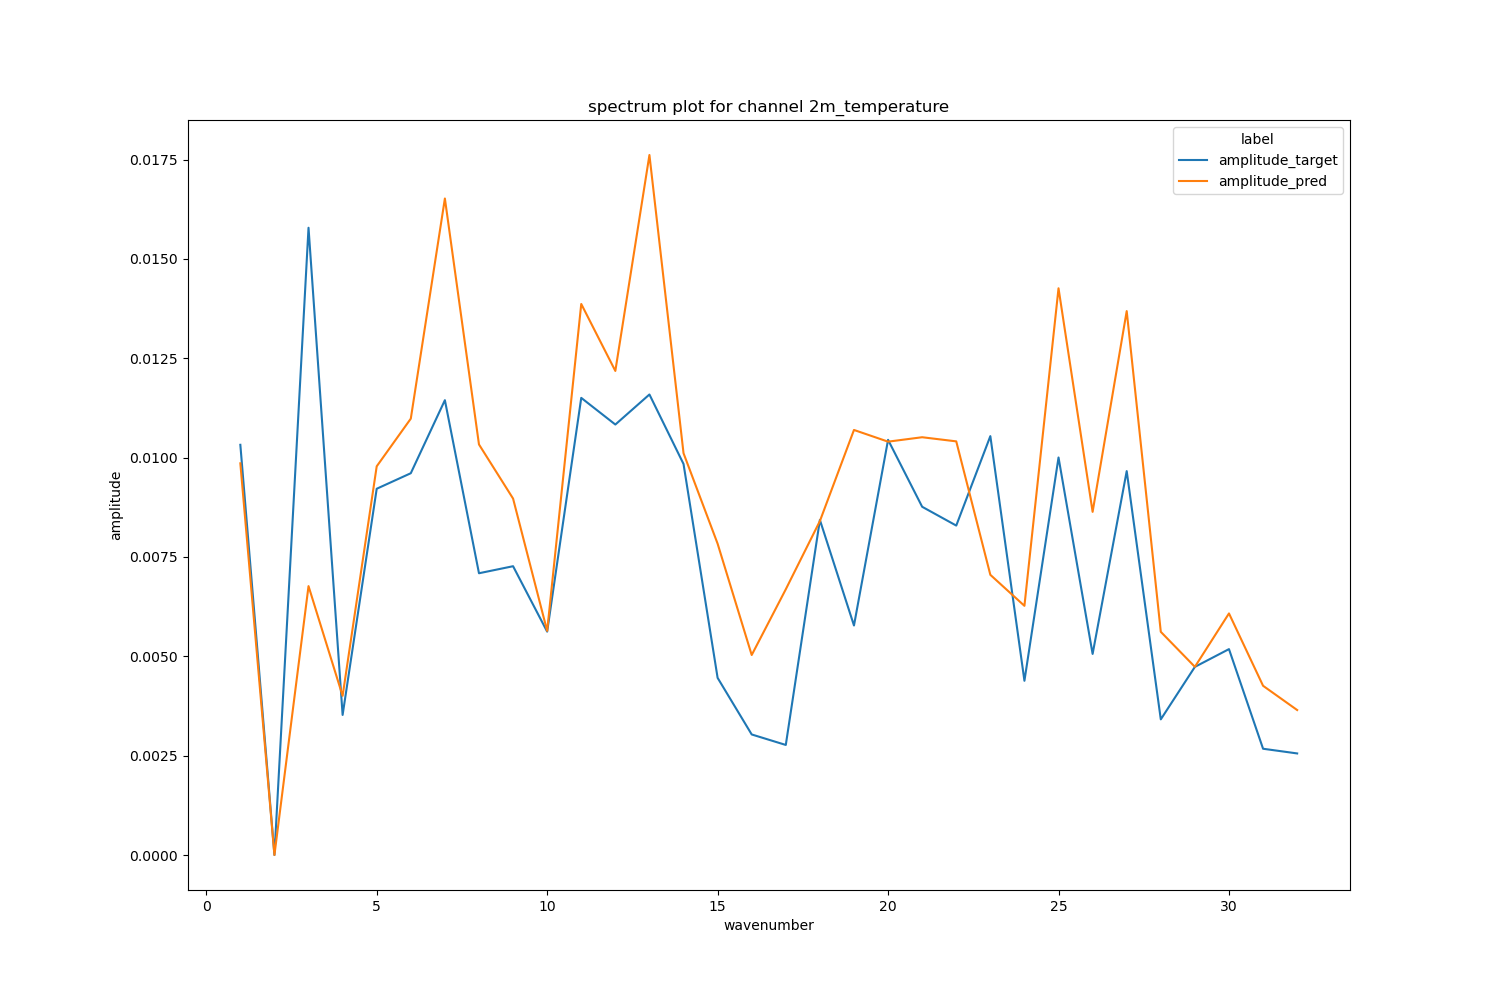 spectrum plot for channel 2m_temperature
label
amplitude_target
amplitude_pred
amplitude
0.0175
0.0150
0.0125
0.0100
0.0075
0.0050
0.0025
0.0000
0 5 10 15 20 25 30
wavenumber